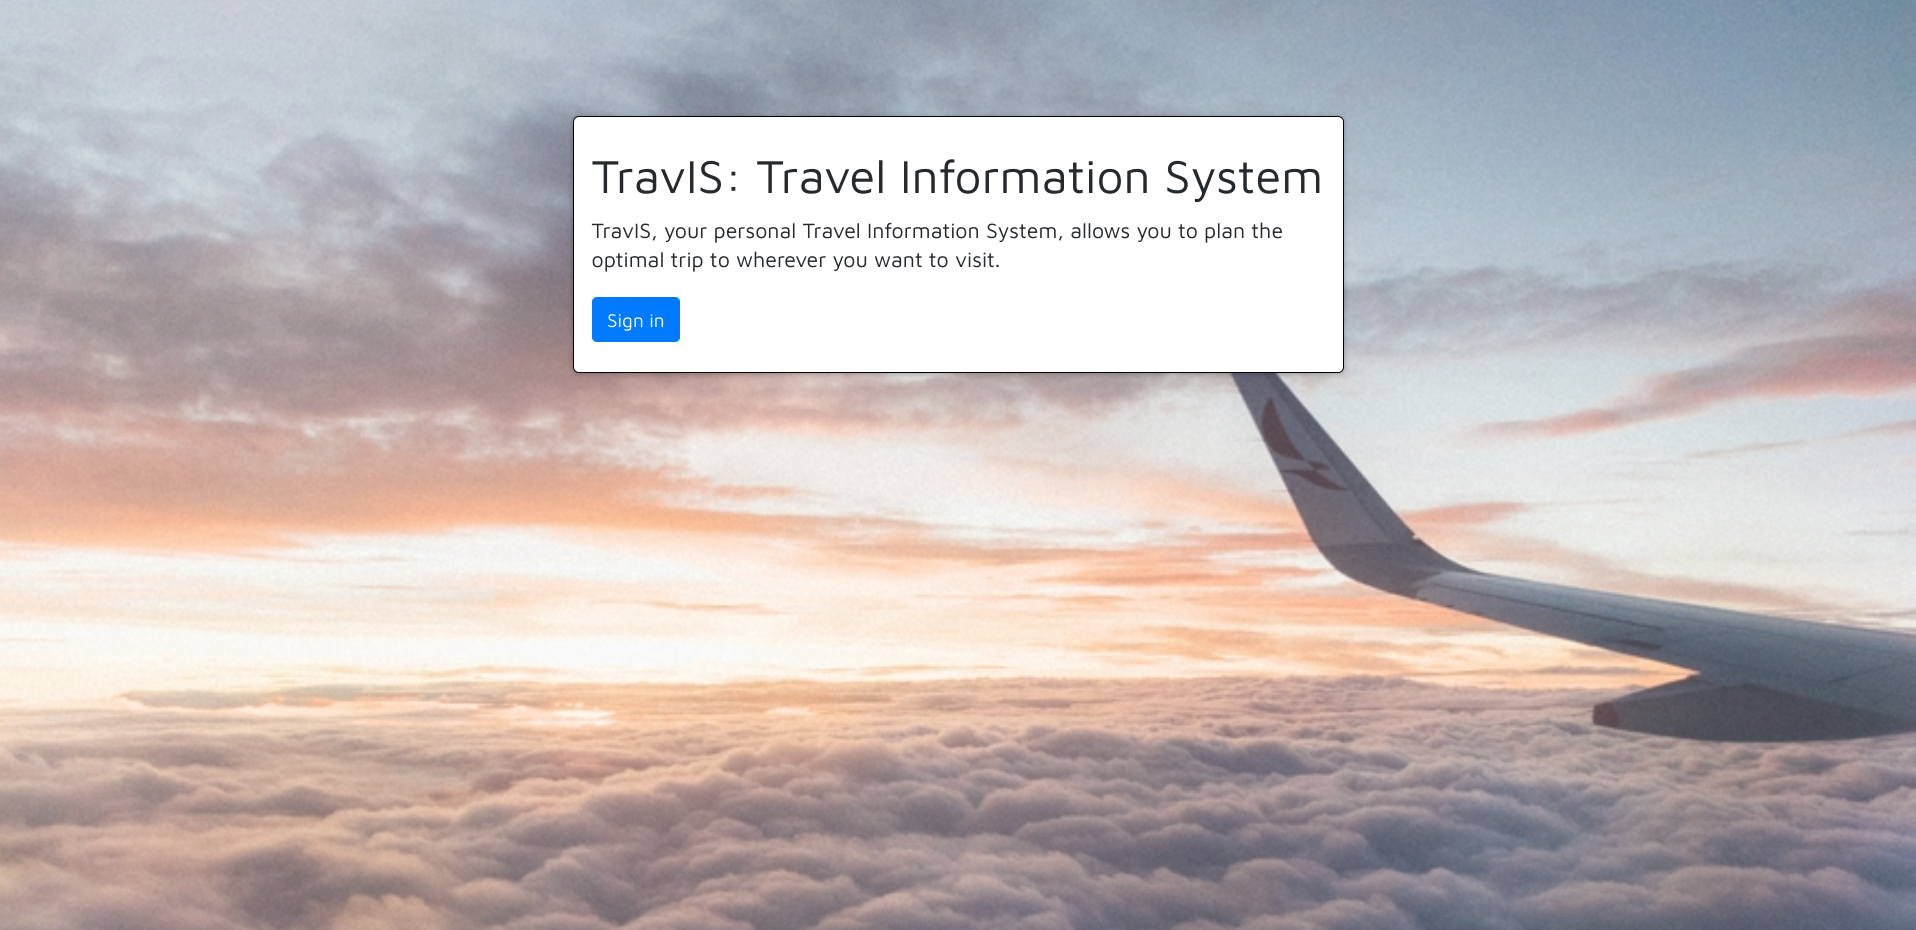 TravIS: Travel Information System
TravIS, your personal Travel Information System, allows you to plan the
optimal trip to wherever you want to visit.
Sign in